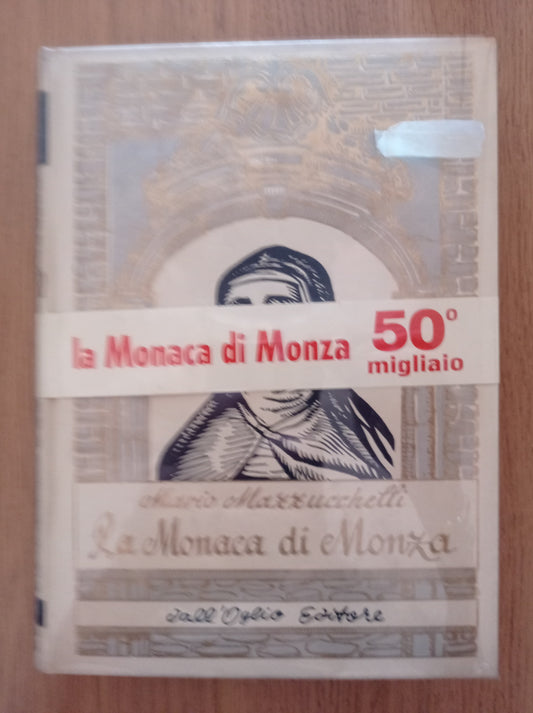 la Monaca di Monza
50°
migliaio
Mario Mazzucchelli
La Monaca di Monza
dall'Oglio Editore